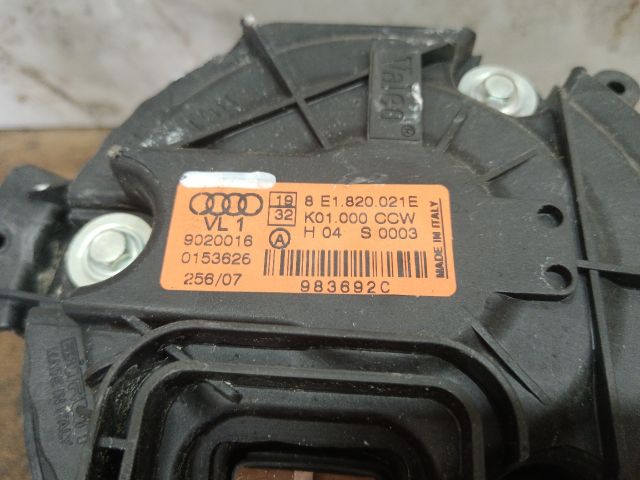 Valeo ®
19 8 E1.820.021E
VL 1 32 K01.000 CCW
9020016 A H 04 S 0003
0153626
256/07 983692C
MADE IN ITALY